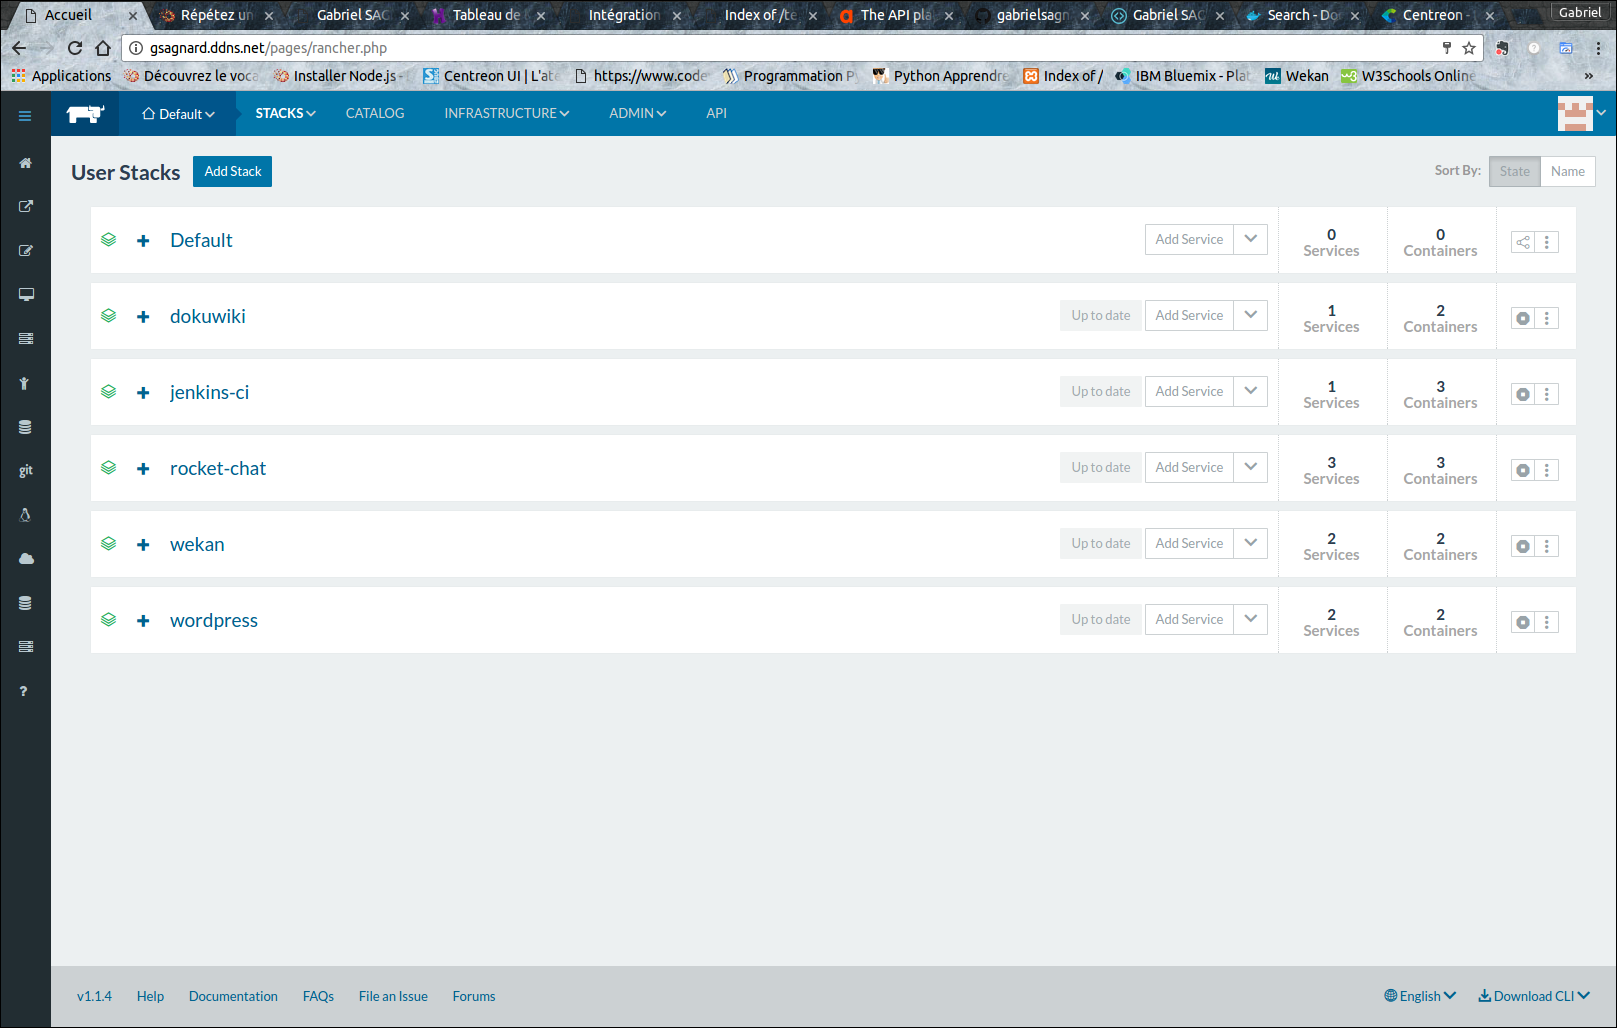 Accueil
Répétez un
Gabriel SAG
Tableau de
Intégration
Index of /te
The API pla
gabrielsagn
Gabriel SAG
Search - Do
Centreon -
Gabriel
gsagnard.ddns.net/pages/rancher.php
Applications
Découvrez le voca
Installer Node.js -
Centreon UI | L'ate
https://www.code
Programmation P
Python Apprendre
Index of /
IBM Bluemix - Plat
Wekan
W3Schools Online
»
Default
STACKS
CATALOG
INFRASTRUCTURE
ADMIN
API
User Stacks
Add Stack
Sort By:
State
Name
Default
Add Service
0 Services
0 Containers
dokuwiki
Up to date
Add Service
1 Services
2 Containers
jenkins-ci
Up to date
Add Service
1 Services
3 Containers
rocket-chat
Up to date
Add Service
3 Services
3 Containers
wekan
Up to date
Add Service
2 Services
2 Containers
wordpress
Up to date
Add Service
2 Services
2 Containers
git
?
v1.1.4
Help
Documentation
FAQs
File an Issue
Forums
English
Download CLI